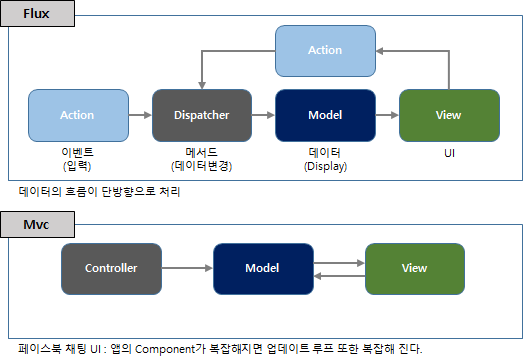 Flux
Action
Action
Dispatcher
Model
View
이벤트
(입력)
메서드
(데이터변경)
데이터
(Display)
UI
데이터의 흐름이 단방향으로 처리
Mvc
Controller
Model
View
페이스북 채팅 UI : 앱의 Component가 복잡해지면 업데이트 루프 또한 복잡해 진다.